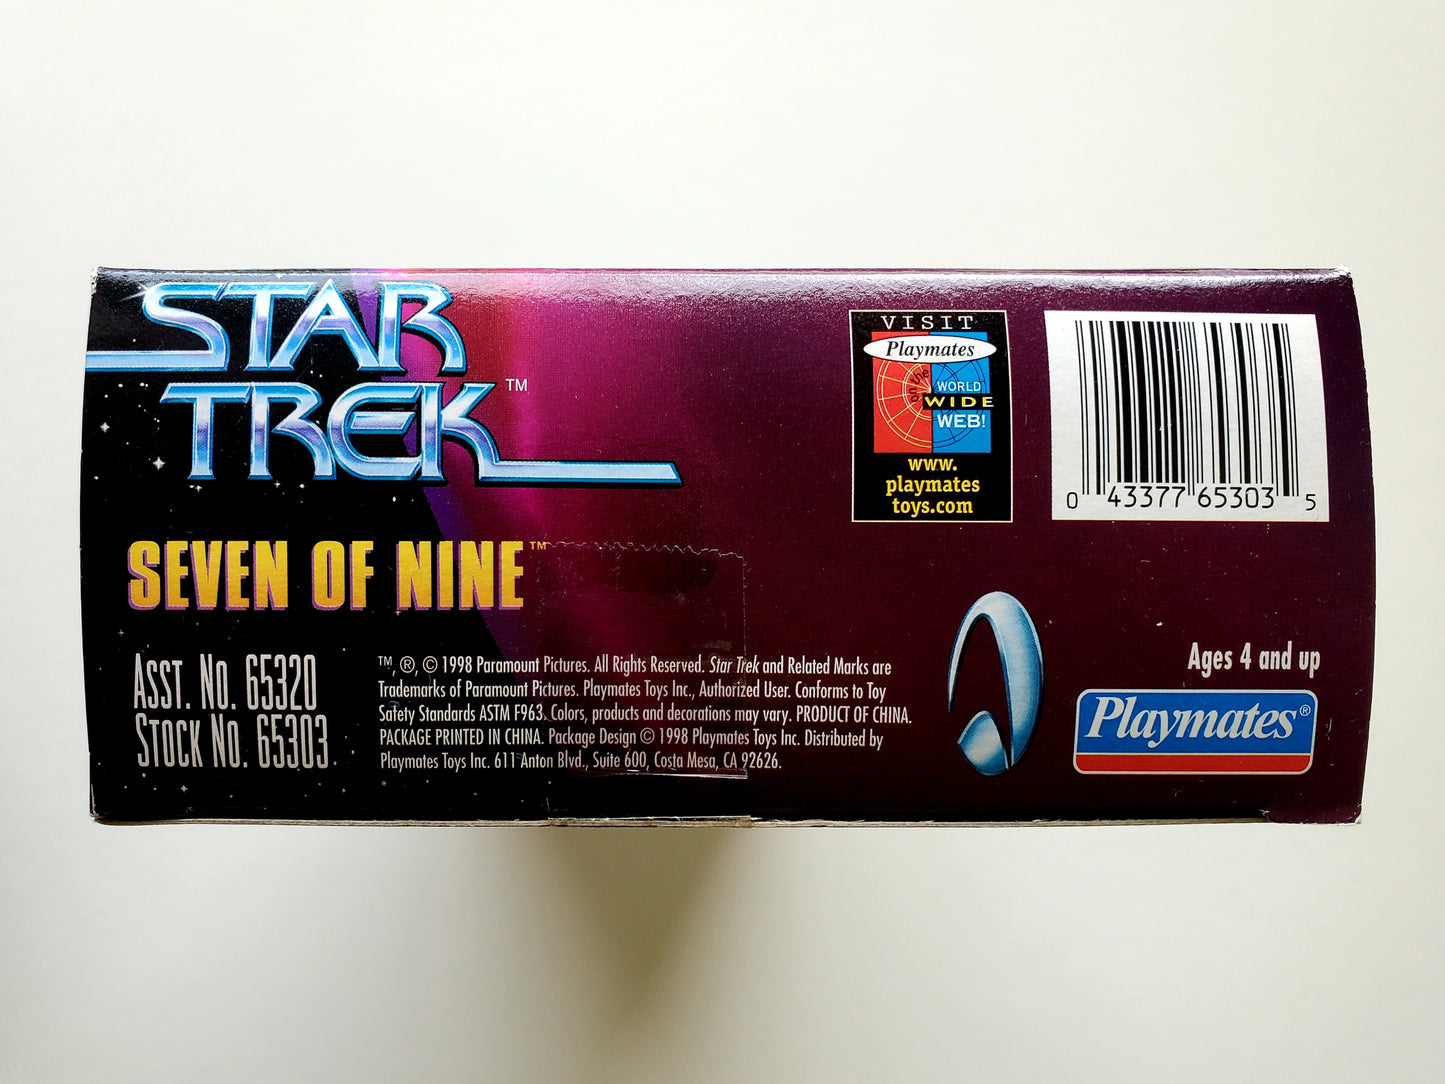 STAR
TREK™
SEVEN OF NINE™
ASST. NO. 65320
STOCK NO. 65303
™, ®, © 1998 Paramount Pictures. All Rights Reserved. Star Trek and Related Marks are
Trademarks of Paramount Pictures. Playmates Toys Inc., Authorized User. Conforms to Toy
Safety Standards ASTM F963. Colors, products and decorations may vary. PRODUCT OF CHINA.
PACKAGE PRINTED IN CHINA. Package Design © 1998 Playmates Toys Inc. Distributed by
Playmates Toys Inc. 611 Anton Blvd., Suite 600, Costa Mesa, CA 92626.
VISIT
Playmates
on the
WORLD
WIDE
WEB!
www.
playmates
toys.com
0 43377 65303 5
Ages 4 and up
Playmates®